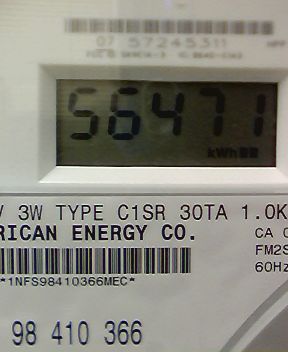 07 57245311
56471
kWh
V 3W TYPE C1SR 30TA 1.0K
RICAN ENERGY CO.
CA
FM2S
60Hz
*1NFS98410366MEC*
98 410 366